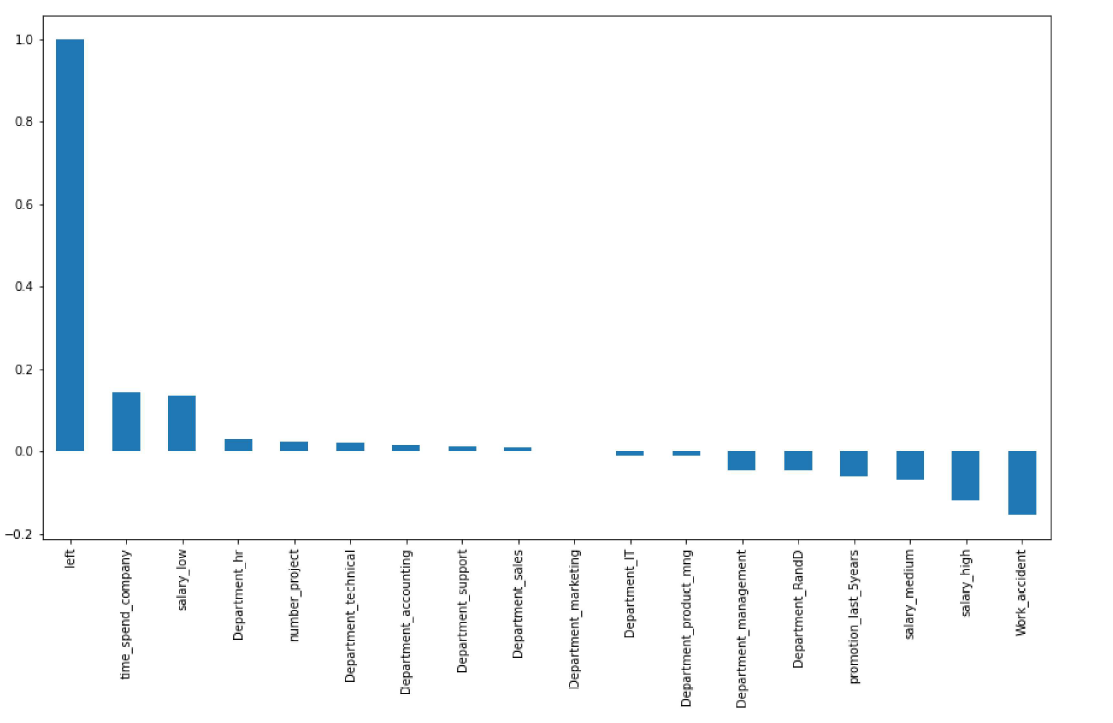 1.0
0.8
0.6
0.4
0.2
0.0
−0.2
left
time_spend_company
salary_low
Department_hr
number_project
Department_technical
Department_accounting
Department_support
Department_sales
Department_marketing
Department_IT
Department_product_mng
Department_management
Department_RandD
promotion_last_5years
salary_medium
salary_high
Work_accident